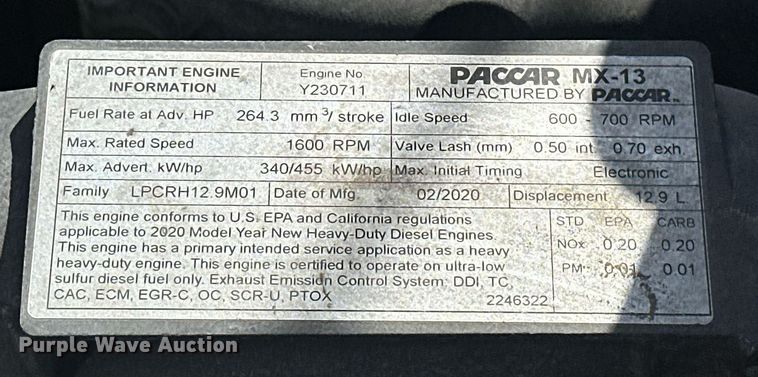 IMPORTANT ENGINE INFORMATION
Engine No.
Y230711
PACCAR MX-13
MANUFACTURED BY PACCAR INC
Fuel Rate at Adv. HP 264.3 mm³/ stroke
Idle Speed 600 - 700 RPM
Max. Rated Speed 1600 RPM
Valve Lash (mm) 0.50 int. 0.70 exh.
Max. Advert. kW/hp 340/455 kW/hp
Max. Initial Timing Electronic
Family LPCRH12.9M01
Date of Mfg 02/2020
Displacement 12.9 L
This engine conforms to U.S. EPA and California regulations
applicable to 2020 Model Year New Heavy-Duty Diesel Engines.
This engine has a primary intended service application as a heavy
heavy-duty engine. This engine is certified to operate on ultra-low
sulfur diesel fuel only. Exhaust Emission Control System: DDI, TC,
CAC, ECM, EGR-C, OC, SCR-U, PTOX
2246322
STD EPA CARB
NOx 0.20 0.20
PM 0.01 0.01
Purple Wave Auction